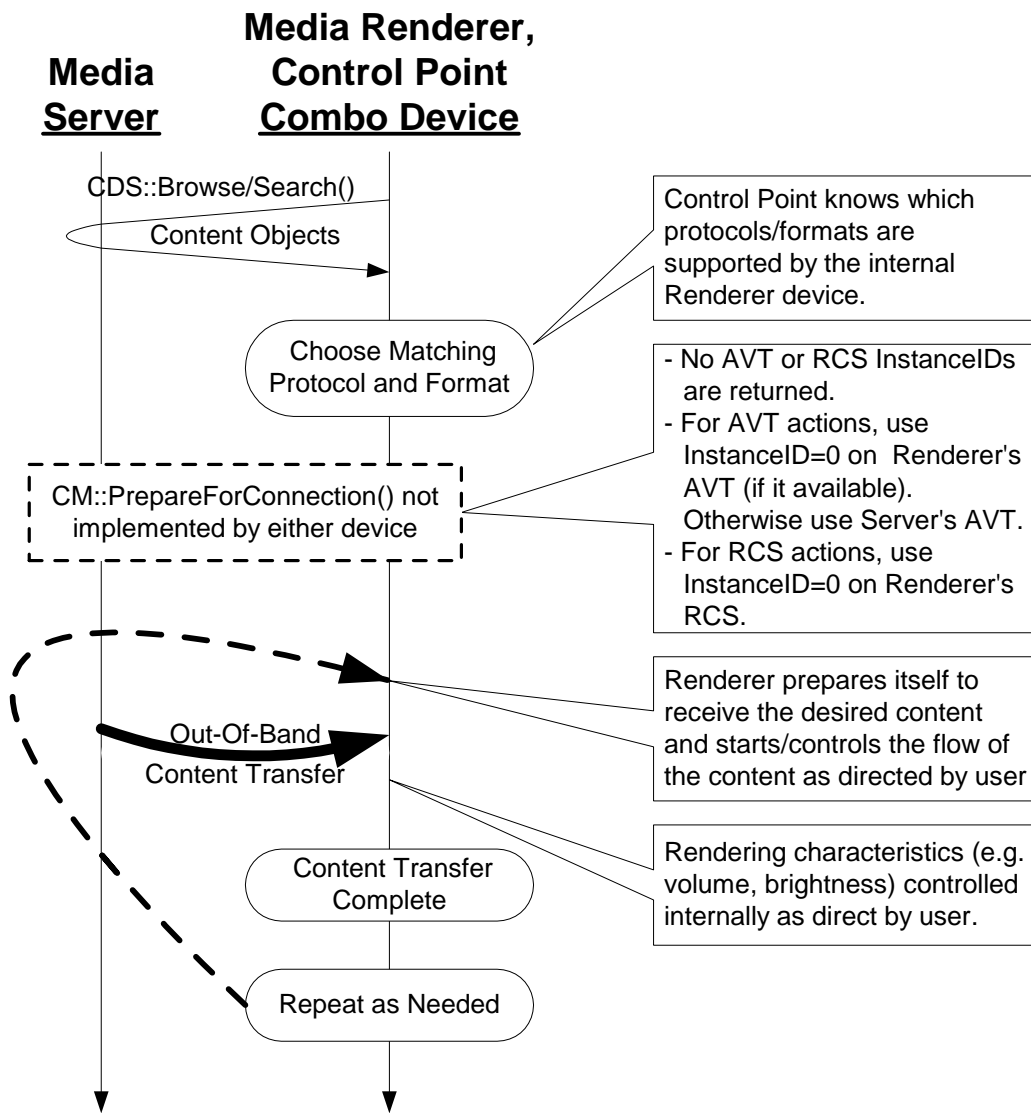 Media
Server
Media Renderer,
Control Point
Combo Device
CDS::Browse/Search()
Content Objects
Control Point knows which
protocols/formats are
supported by the internal
Renderer device.
Choose Matching
Protocol and Format
- No AVT or RCS InstanceIDs
are returned.
- For AVT actions, use
InstanceID=0 on Renderer's
AVT (if it available).
Otherwise use Server's AVT.
- For RCS actions, use
InstanceID=0 on Renderer's
RCS.
CM::PrepareForConnection() not
implemented by either device
Renderer prepares itself to
receive the desired content
and starts/controls the flow of
the content as directed by user
Out-Of-Band
Content Transfer
Rendering characteristics (e.g.
volume, brightness) controlled
internally as direct by user.
Content Transfer
Complete
Repeat as Needed